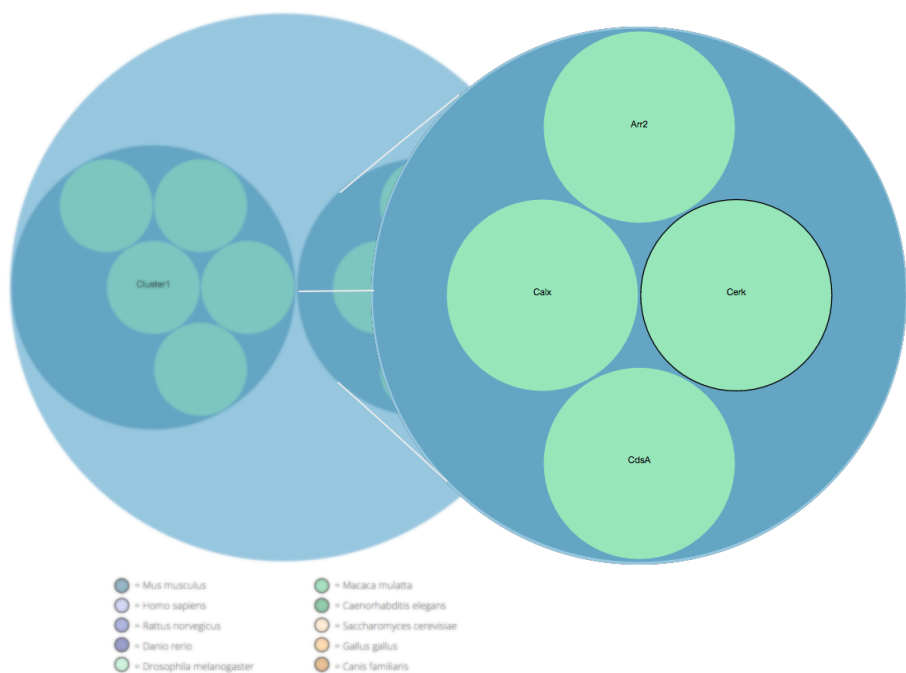 Arr2
Cluster1
Calx
Cerk
CdsA
= Mus musculus
= Homo sapiens
= Rattus norvegicus
= Danio rerio
= Drosophila melanogaster
= Macaca mulatta
= Caenorhabditis elegans
= Saccharomyces cerevisiae
= Gallus gallus
= Canis familiaris